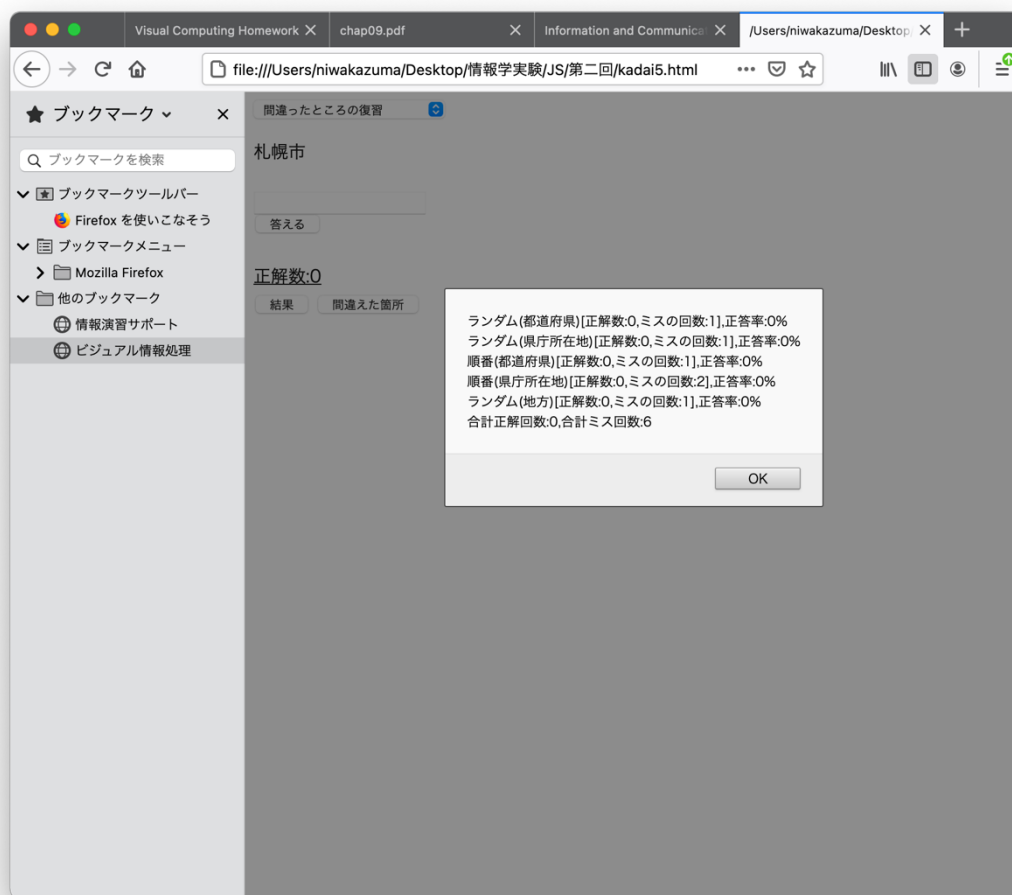 Visual Computing Homework
chap09.pdf
Information and Communica
/Users/niwakazuma/Desktop/
file:///Users/niwakazuma/Desktop/情報学実験/JS/第二回/kadai5.html
ブックマーク
ブックマークを検索
ブックマークツールバー
Firefox を使いこなそう
ブックマークメニュー
Mozilla Firefox
他のブックマーク
情報演習サポート
ビジュアル情報処理
間違ったところの復習
札幌市
答える
正解数:0
結果 間違えた箇所
ランダム(都道府県)[正解数:0,ミスの回数:1],正答率:0%
ランダム(県庁所在地)[正解数:0,ミスの回数:1],正答率:0%
順番(都道府県)[正解数:0,ミスの回数:1],正答率:0%
順番(県庁所在地)[正解数:0,ミスの回数:2],正答率:0%
ランダム(地方)[正解数:0,ミスの回数:1],正答率:0%
合計正解回数:0,合計ミス回数:6
OK